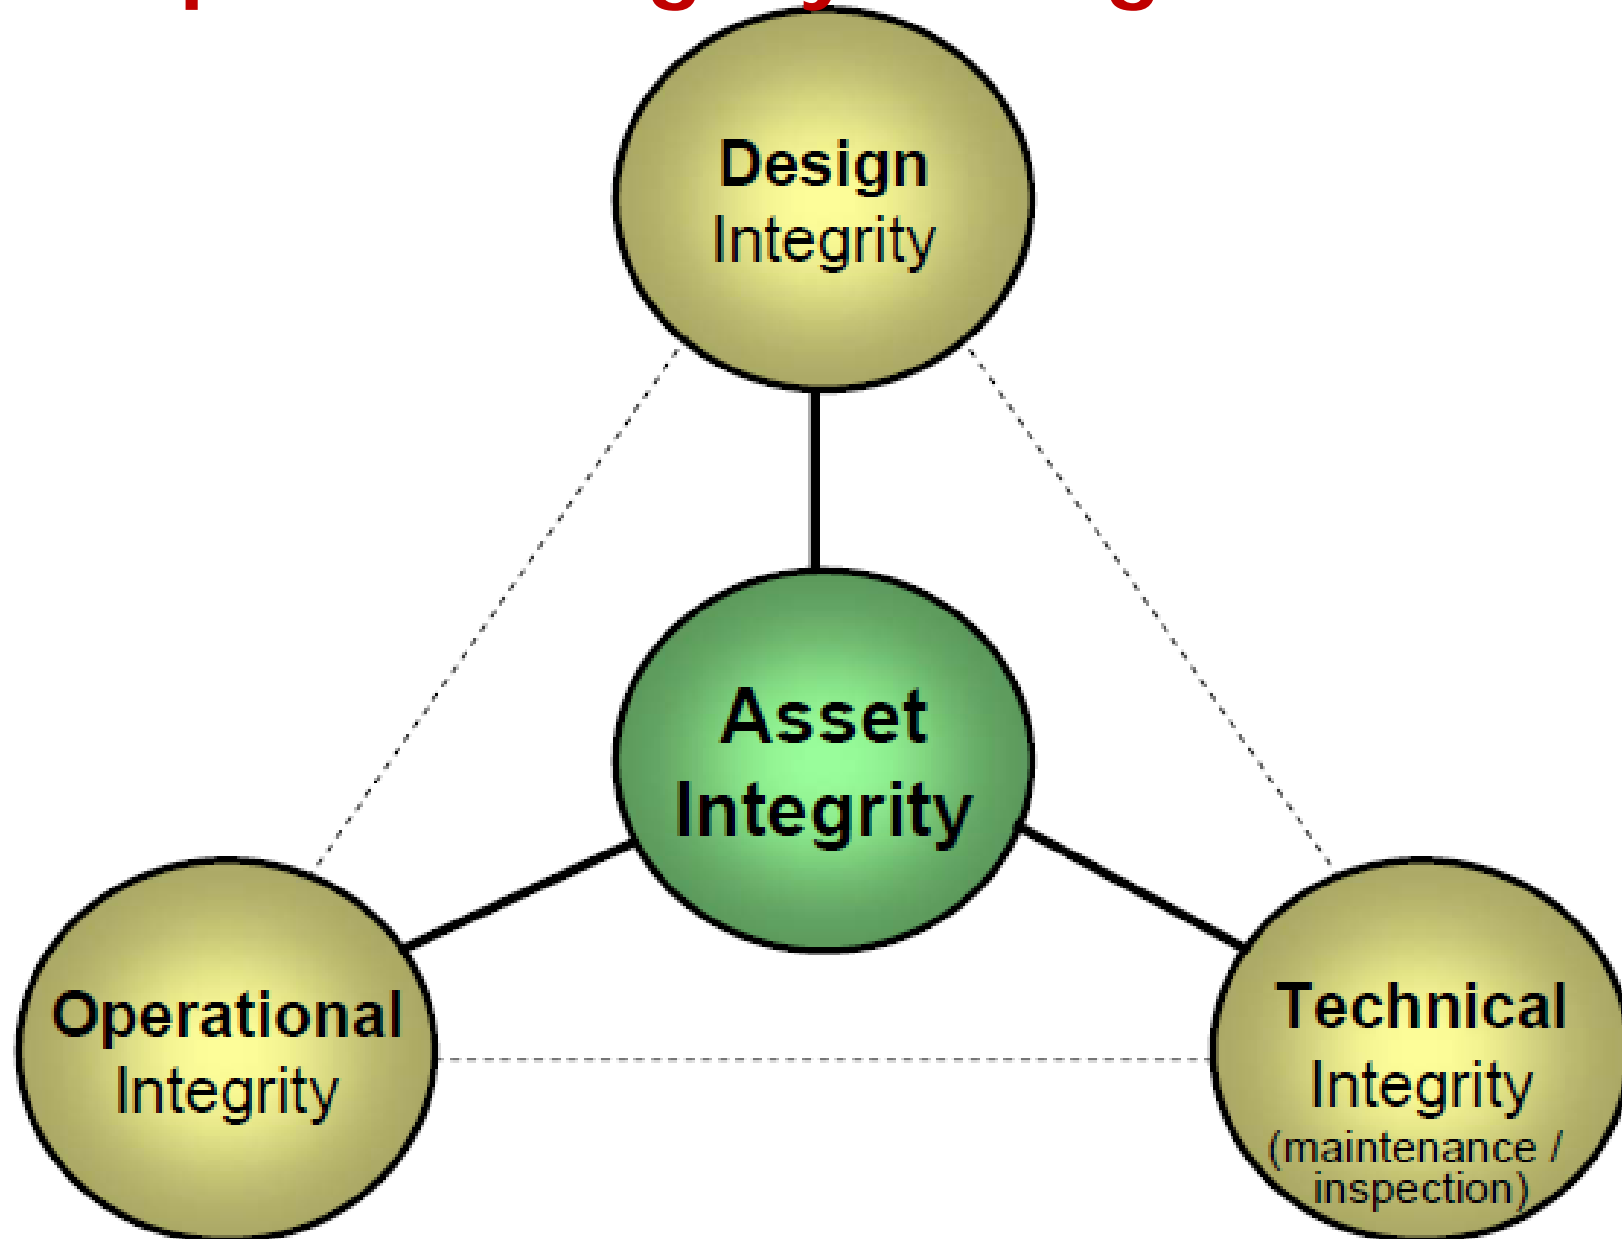 Design
Integrity
Asset
Integrity
Operational
Integrity
Technical
Integrity
(maintenance /
inspection)